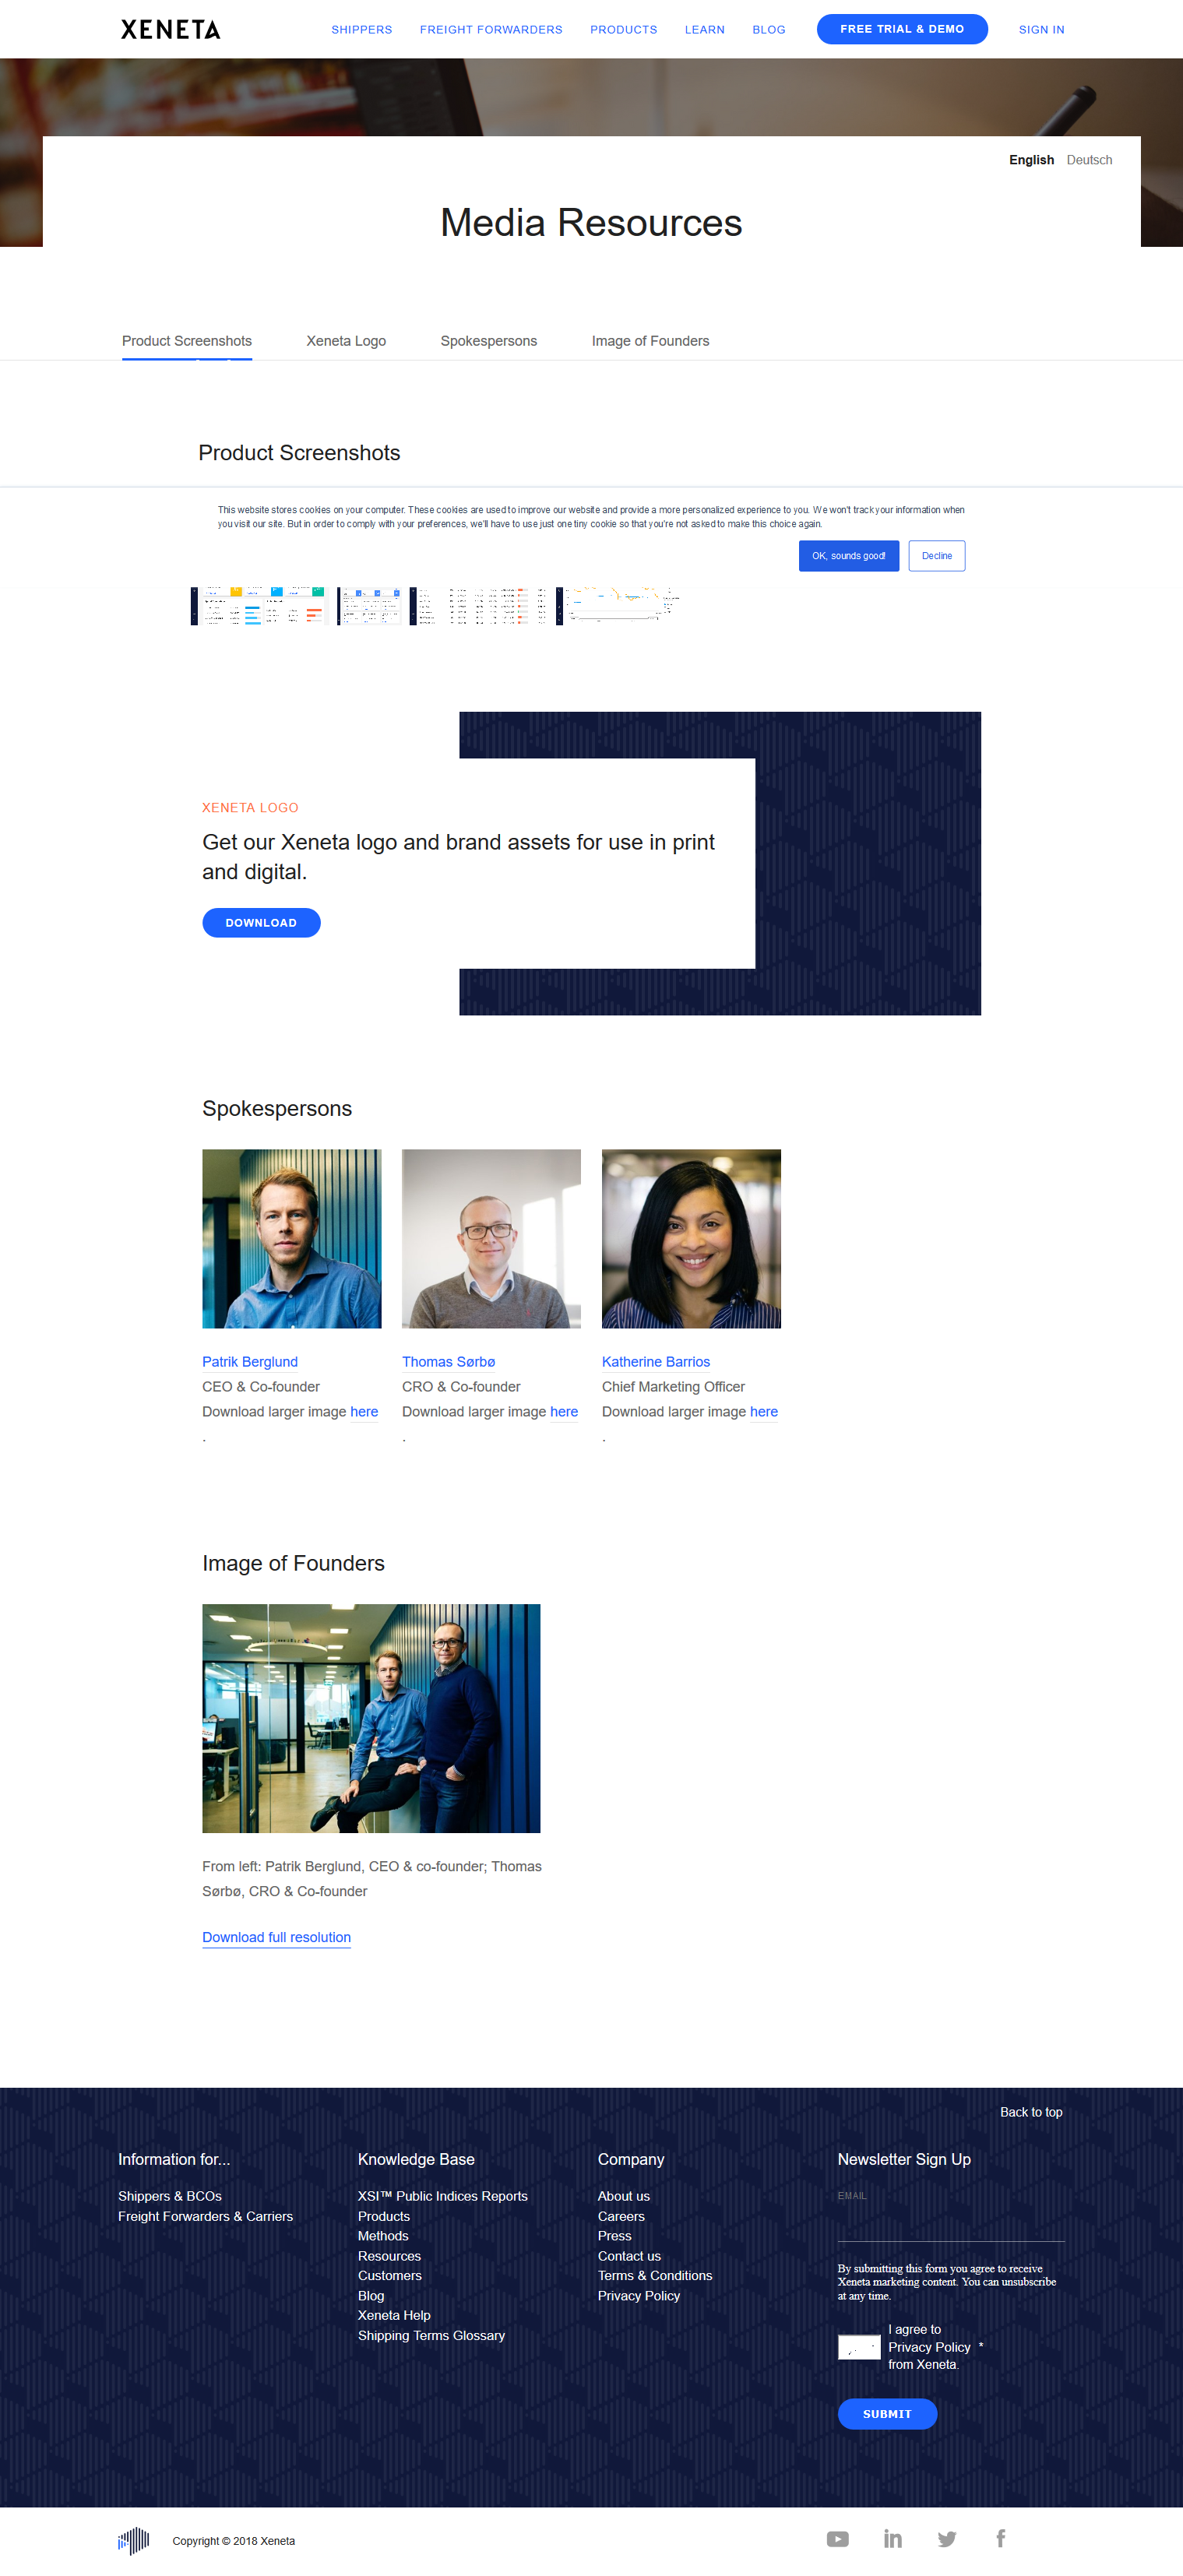 XENETA
SHIPPERS FREIGHT FORWARDERS PRODUCTS LEARN BLOG FREE TRIAL & DEMO SIGN IN
English Deutsch
Media Resources
Product Screenshots Xeneta Logo Spokespersons Image of Founders
Product Screenshots
This website stores cookies on your computer. These cookies are used to improve our website and provide a more personalized experience to you. We won't track your information when
you visit our site. But in order to comply with your preferences, we'll have to use just one tiny cookie so that you're not asked to make this choice again.
OK, sounds good! Decline
XENETA LOGO
Get our Xeneta logo and brand assets for use in print
and digital.
DOWNLOAD
Spokespersons
Patrik Berglund
CEO & Co-founder
Download larger image here
.
Thomas Sørbø
CRO & Co-founder
Download larger image here
.
Katherine Barrios
Chief Marketing Officer
Download larger image here
.
Image of Founders
From left: Patrik Berglund, CEO & co-founder; Thomas
Sørbø, CRO & Co-founder
Download full resolution
Back to top
Information for...
Shippers & BCOs
Freight Forwarders & Carriers
Knowledge Base
XSI™ Public Indices Reports
Products
Methods
Resources
Customers
Blog
Xeneta Help
Shipping Terms Glossary
Company
About us
Careers
Press
Contact us
Terms & Conditions
Privacy Policy
Newsletter Sign Up
EMAIL
By submitting this form you agree to receive
Xeneta marketing content. You can unsubscribe
at any time.
I agree to
Privacy Policy *
from Xeneta.
SUBMIT
Copyright © 2018 Xeneta